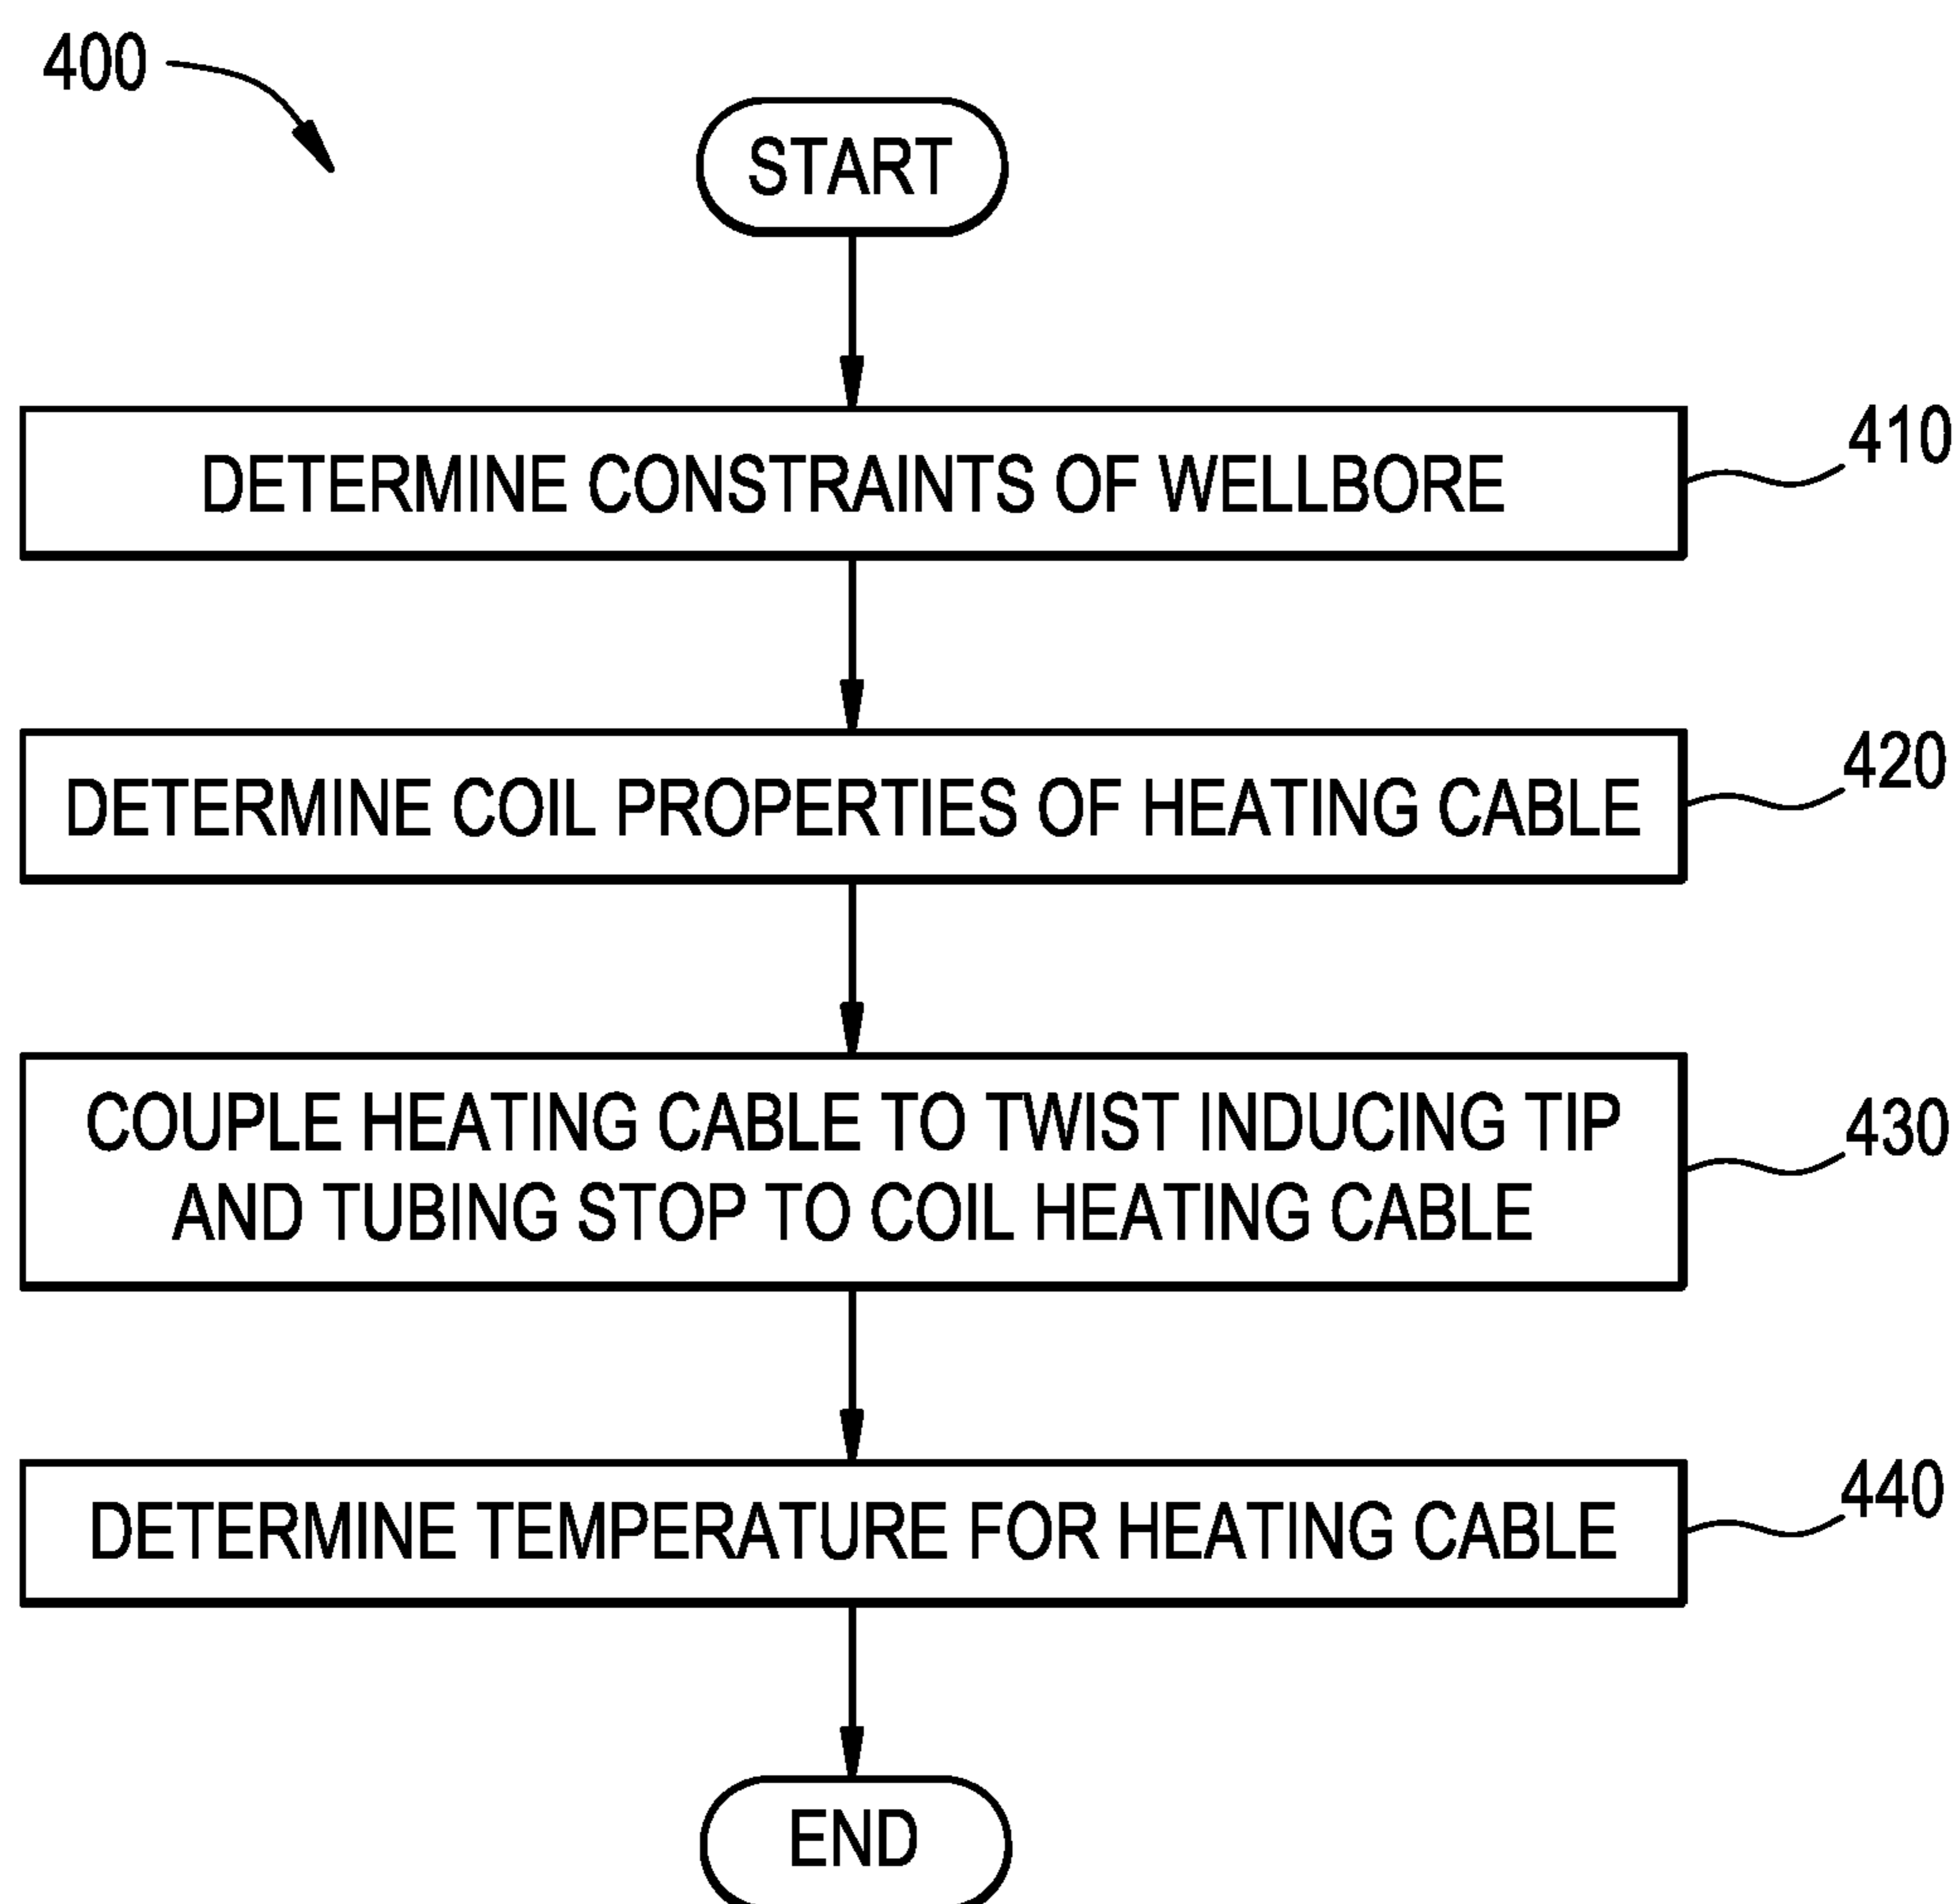 400
START
DETERMINE CONSTRAINTS OF WELLBORE
410
DETERMINE COIL PROPERTIES OF HEATING CABLE
420
COUPLE HEATING CABLE TO TWIST INDUCING TIP
AND TUBING STOP TO COIL HEATING CABLE
430
DETERMINE TEMPERATURE FOR HEATING CABLE
440
END